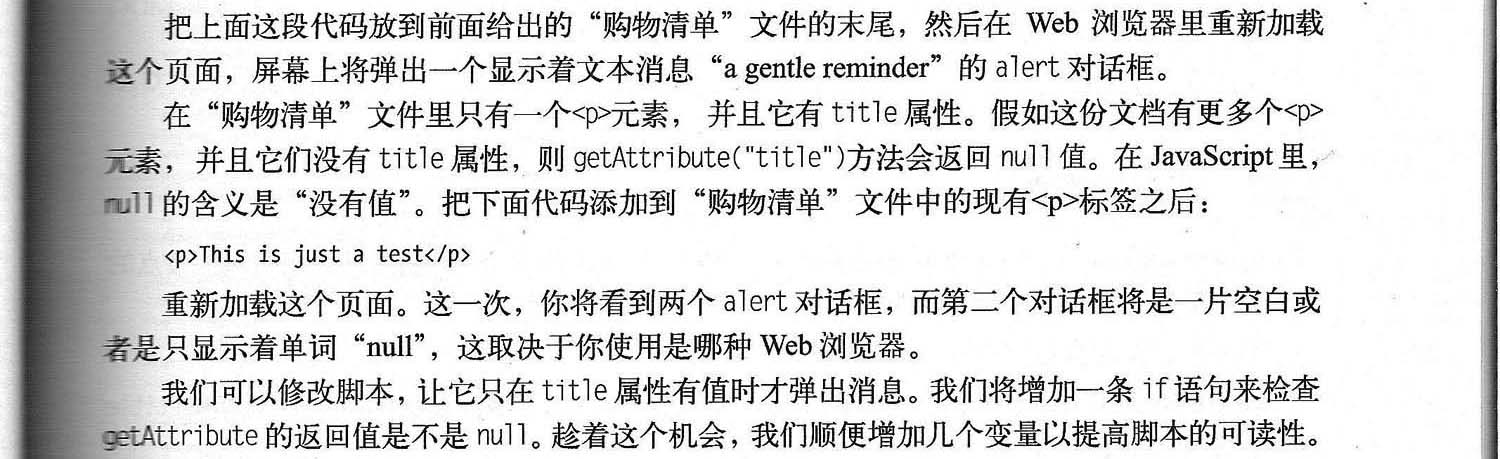 把上面这段代码放到前面给出的“购物清单”文件的末尾，然后在 Web 浏览器里重新加载
这个页面，屏幕上将弹出一个显示着文本消息“a gentle reminder”的 alert 对话框。
在“购物清单”文件里只有一个<p>元素， 并且它有 title 属性。假如这份文档有更多个<p>
元素，并且它们没有 title 属性，则 getAttribute("title")方法会返回 null 值。在 JavaScript 里，
null 的含义是“没有值”。把下面代码添加到“购物清单”文件中的现有<p>标签之后：
<p>This is just a test</p>
重新加载这个页面。这一次，你将看到两个 alert 对话框，而第二个对话框将是一片空白或
者是只显示着单词“null”，这取决于你使用是哪种 Web 浏览器。
我们可以修改脚本，让它只在 title 属性有值时才弹出消息。我们将增加一条 if 语句来检查
getAttribute 的返回值是不是 null。趁着这个机会，我们顺便增加几个变量以提高脚本的可读性。